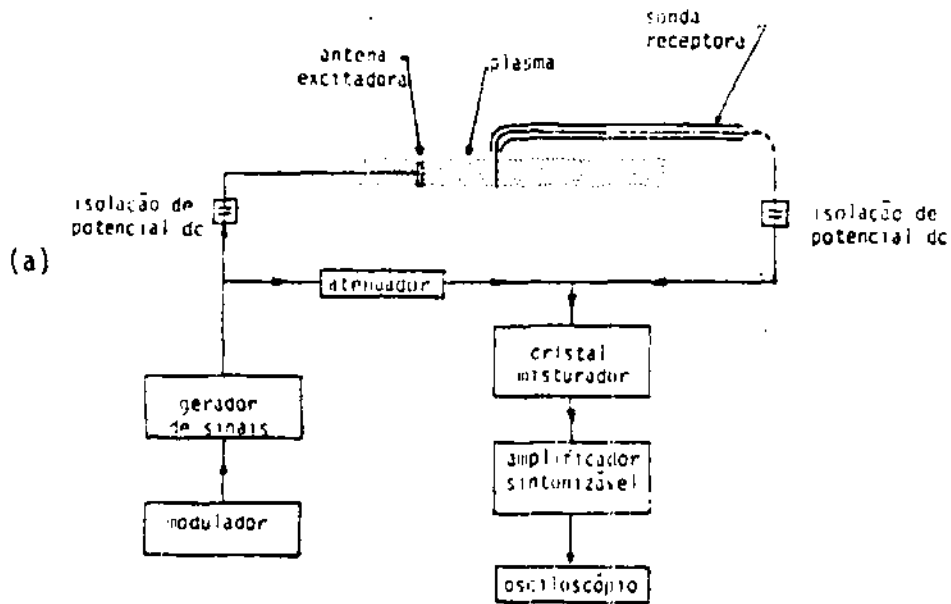 sonda
receptora
antena
excitadora
plasma
isolação de
potencial dc
isolação de
potencial dc
(a)
atenuador
cristal
misturador
gerador
de sinais
amplificador
sintonizável
modulador
osciloscópio